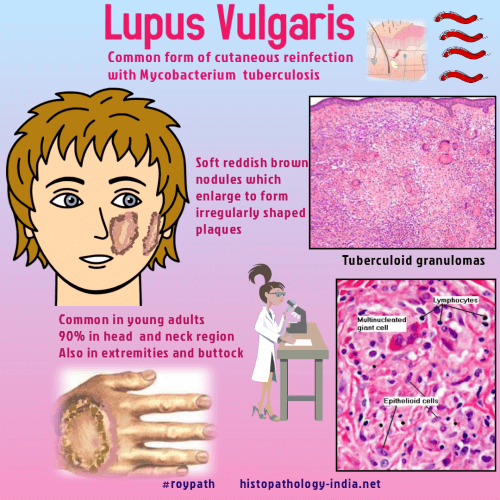 Lupus Vulgaris
Common form of cutaneous reinfection
with Mycobacterium tuberculosis
Soft reddish brown
nodules which
enlarge to form
irregularly shaped
plaques
Tuberculoid granulomas
Common in young adults
90% in head and neck region
Also in extremities and buttock
Lymphocytes
Multinucleated
giant cell
Epithelioid cells
#roypath histopathology-india.net